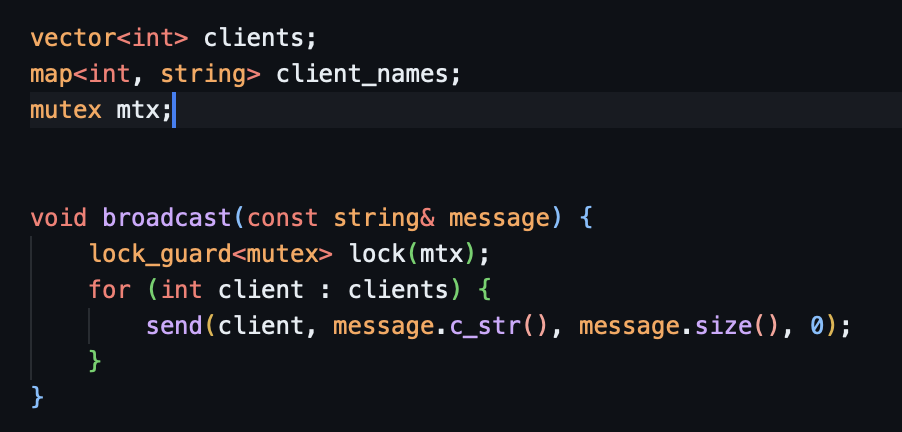 vector<int> clients;
map<int, string> client_names;
mutex mtx;
void broadcast(const string& message) {
    lock_guard<mutex> lock(mtx);
    for (int client : clients) {
        send(client, message.c_str(), message.size(), 0);
    }
}